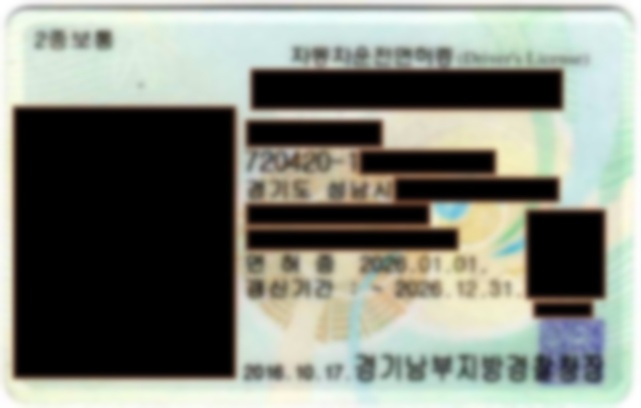 2종보통
자동차운전면허증 (Driver's License)
720420-1
경기도 성남시
면 허 증 2026.01.01.
갱신기간 : ~ 2026.12.31.
2016.10.17. 경기남부지방경찰청장